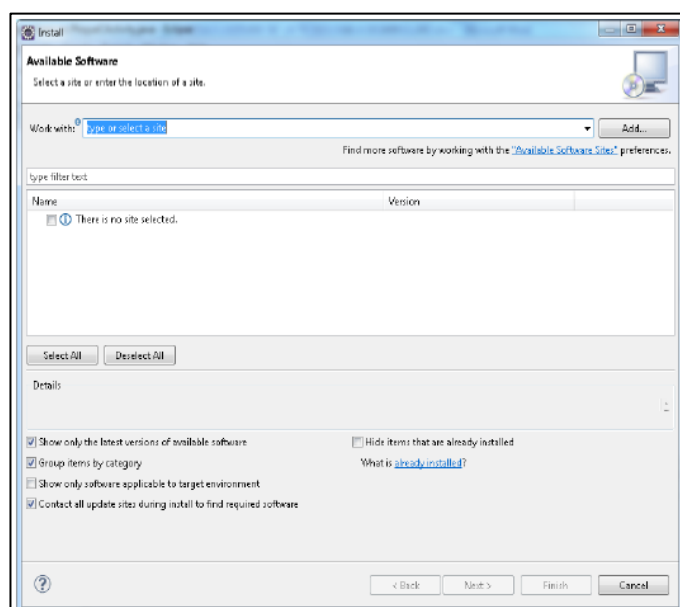 Install
Available Software
Select a site or enter the location of a site.
Work with: type or select a site Add...
Find more software by working with the "Available Software Sites" preferences.
type filter text
Name Version
There is no site selected.
Select All Deselect All
Details
Show only the latest versions of available software Hide items that are already installed
Group items by category What is already installed?
Show only software applicable to target environment
Contact all update sites during install to find required software
< Back Next > Finish Cancel